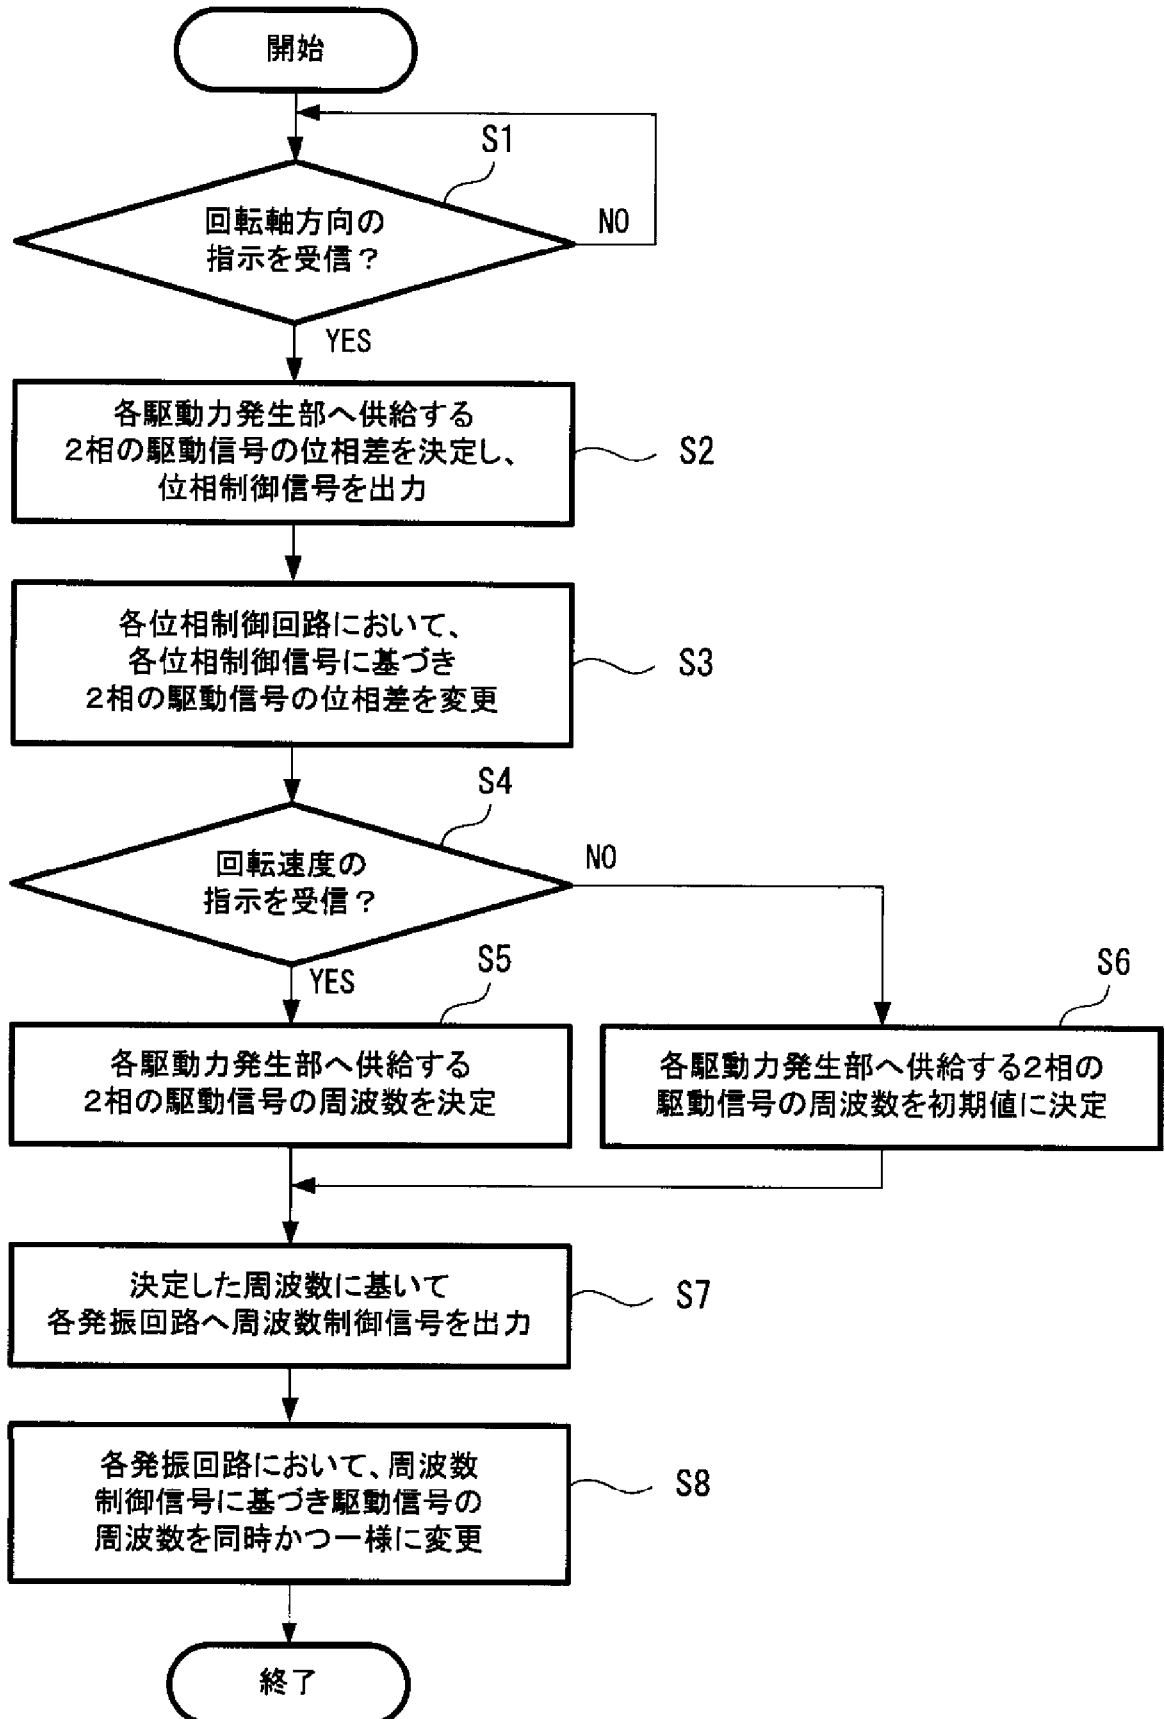 開始
S1
回転軸方向の
指示を受信？
NO
YES
各駆動力発生部へ供給する
2相の駆動信号の位相差を決定し、
位相制御信号を出力
S2
各位相制御回路において、
各位相制御信号に基づき
2相の駆動信号の位相差を変更
S3
S4
回転速度の
指示を受信？
NO
YES
S5
各駆動力発生部へ供給する
2相の駆動信号の周波数を決定
S6
各駆動力発生部へ供給する2相の
駆動信号の周波数を初期値に決定
決定した周波数に基いて
各発振回路へ周波数制御信号を出力
S7
各発振回路において、周波数
制御信号に基づき駆動信号の
周波数を同時かつ一様に変更
S8
終了